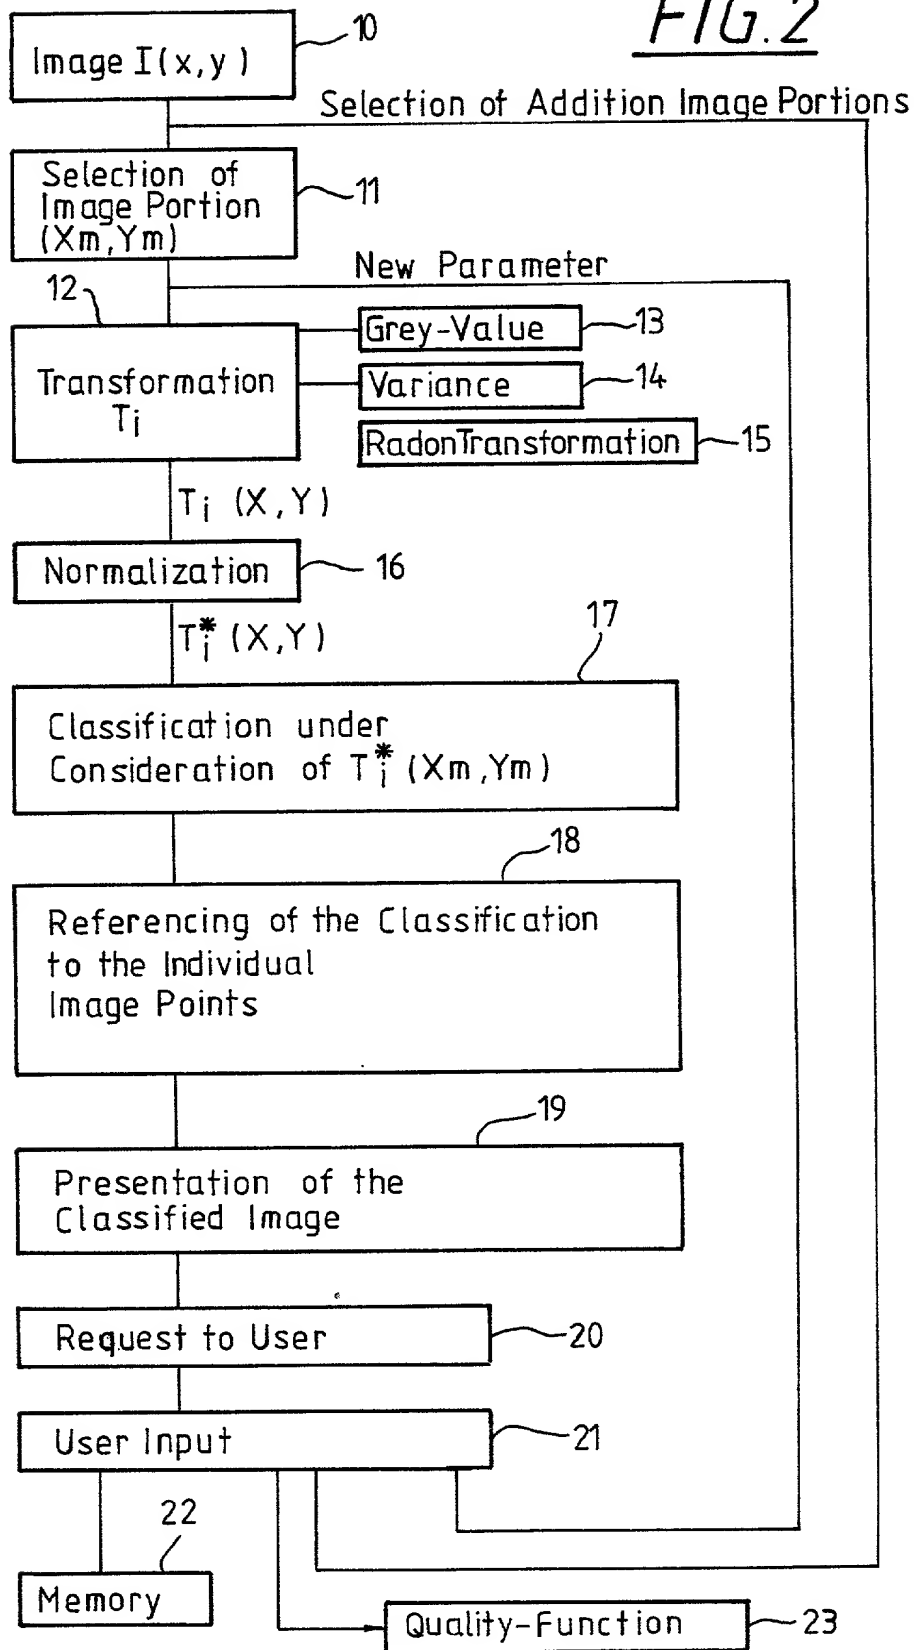 FIG. 2
Image I(x,y)
10
Selection of Addition Image Portions
Selection of
Image Portion
(Xm,Ym)
11
New Parameter
12
Transformation
Ti
Grey-Value
13
Variance
14
RadonTransformation
15
Ti (X,Y)
Normalization
16
Ti* (X,Y)
17
Classification under
Consideration of Ti* (Xm,Ym)
18
Referencing of the Classification
to the Individual
Image Points
19
Presentation of the
Classified Image
Request to User
20
User Input
21
22
Memory
Quality-Function
23